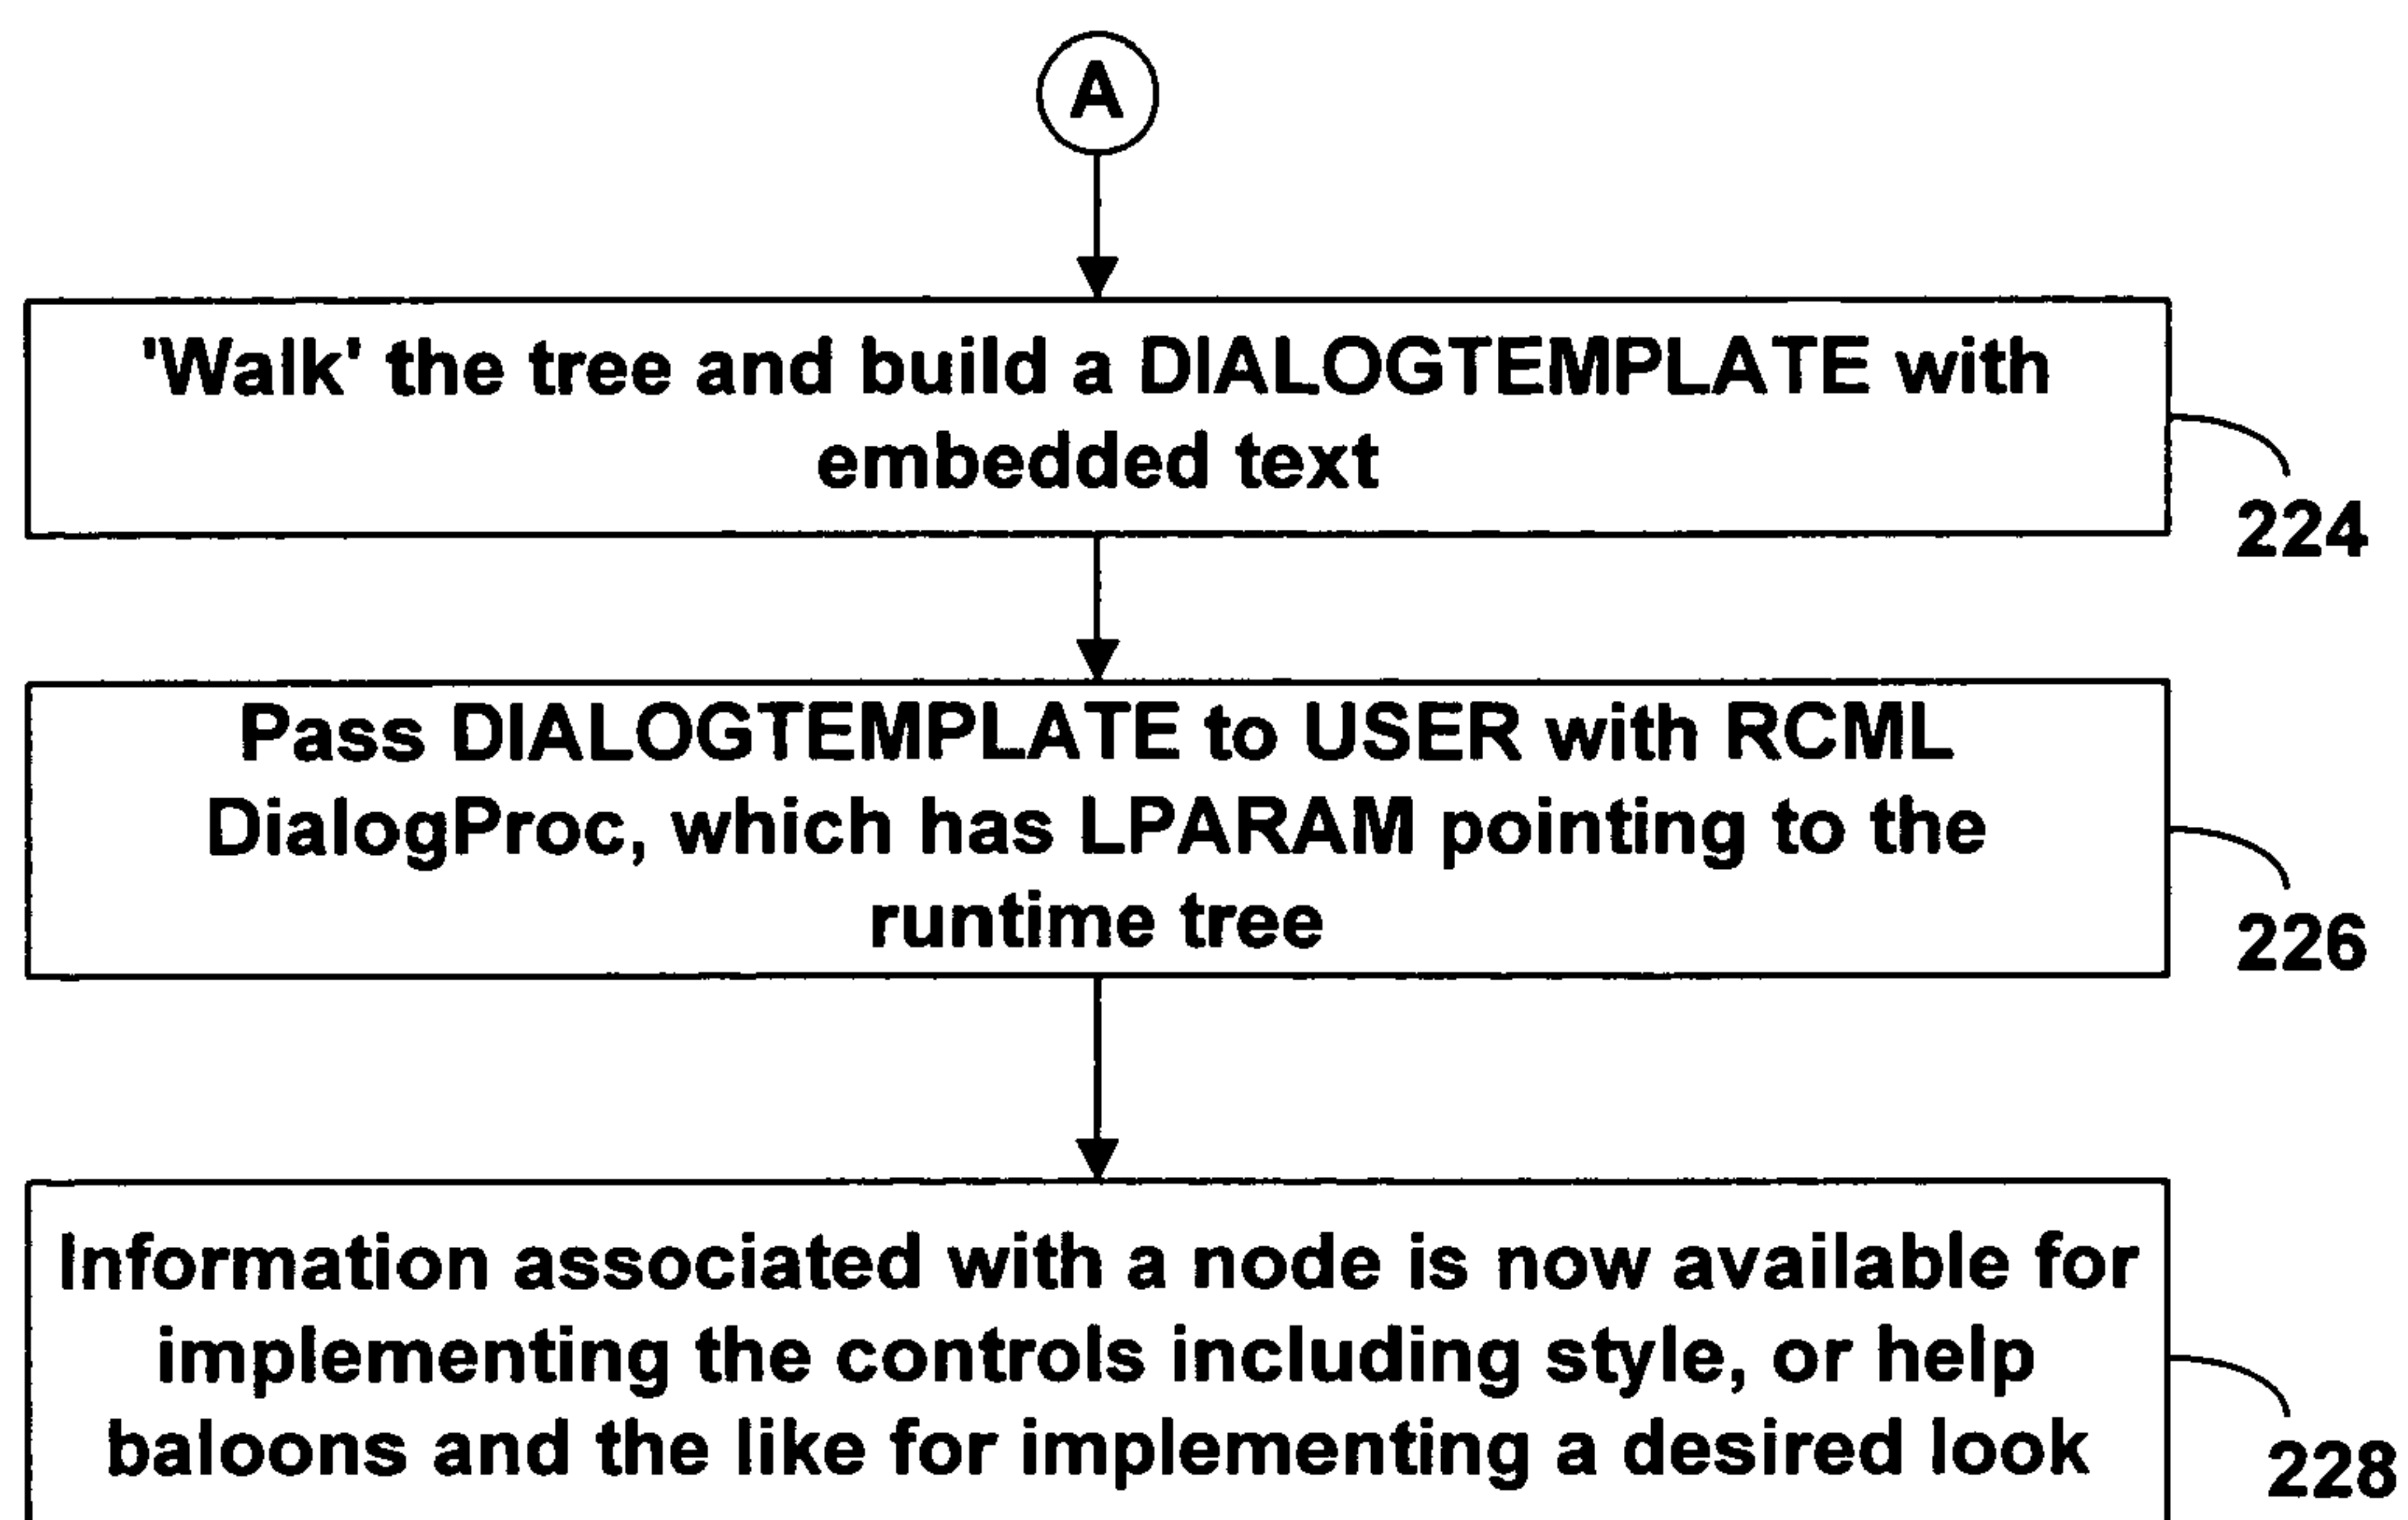 A
'Walk' the tree and build a DIALOGTEMPLATE with
embedded text
224
Pass DIALOGTEMPLATE to USER with RCML
DialogProc, which has LPARAM pointing to the
runtime tree
226
Information associated with a node is now available for
implementing the controls including style, or help
baloons and the like for implementing a desired look
228